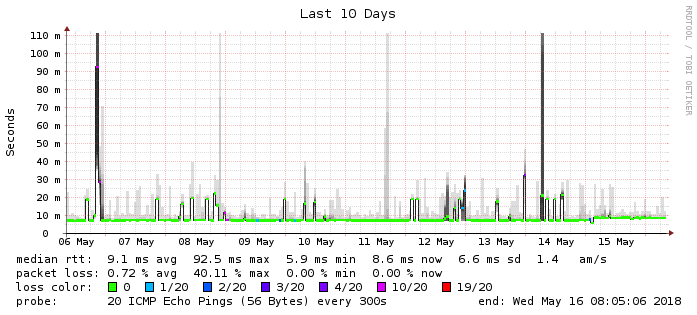 Last 10 Days
RRDTOOL / TOBI OETIKER
Seconds
110 m
100 m
90 m
80 m
70 m
60 m
50 m
40 m
30 m
20 m
10 m
0
06 May 07 May 08 May 09 May 10 May 11 May 12 May 13 May 14 May 15 May
median rtt: 9.1 ms avg 92.5 ms max 5.9 ms min 8.6 ms now 6.6 ms sd 1.4 am/s
packet loss: 0.72 % avg 40.11 % max 0.00 % min 0.00 % now
loss color: 0 1/20 2/20 3/20 4/20 10/20 19/20
probe: 20 ICMP Echo Pings (56 Bytes) every 300s end: Wed May 16 08:05:06 2018